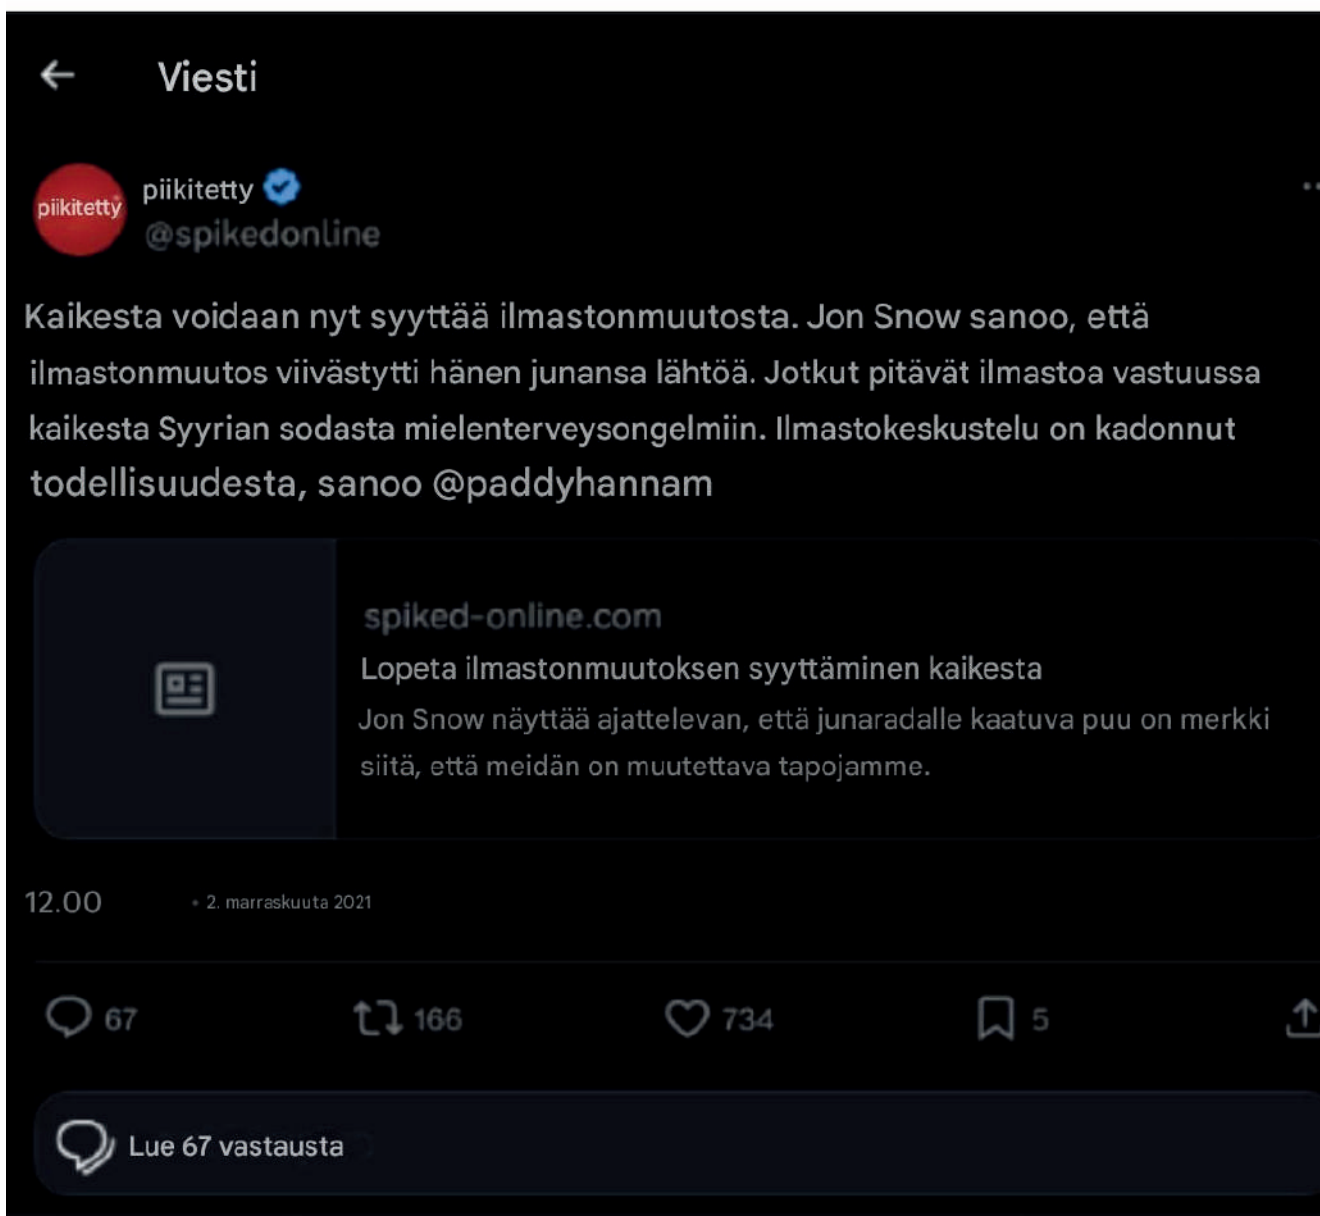 Viesti
piikitetty
piikitetty
@spikedonline
Kaikesta voidaan nyt syyttää ilmastonmuutosta. Jon Snow sanoo, että
ilmastonmuutos viivästytti hänen junansa lähtöä. Jotkut pitävät ilmastoa vastuussa
kaikesta Syyrian sodasta mielenterveysongelmiin. Ilmastokeskustelu on kadonnut
todellisuudesta, sanoo @paddyhannam
spiked-online.com
Lopeta ilmastonmuutoksen syyttäminen kaikesta
Jon Snow näyttää ajattelevan, että junaradalle kaatuva puu on merkki
siitä, että meidän on muutettava tapojamme.
12.00 • 2. marraskuuta 2021
67 166 734 5
Lue 67 vastausta